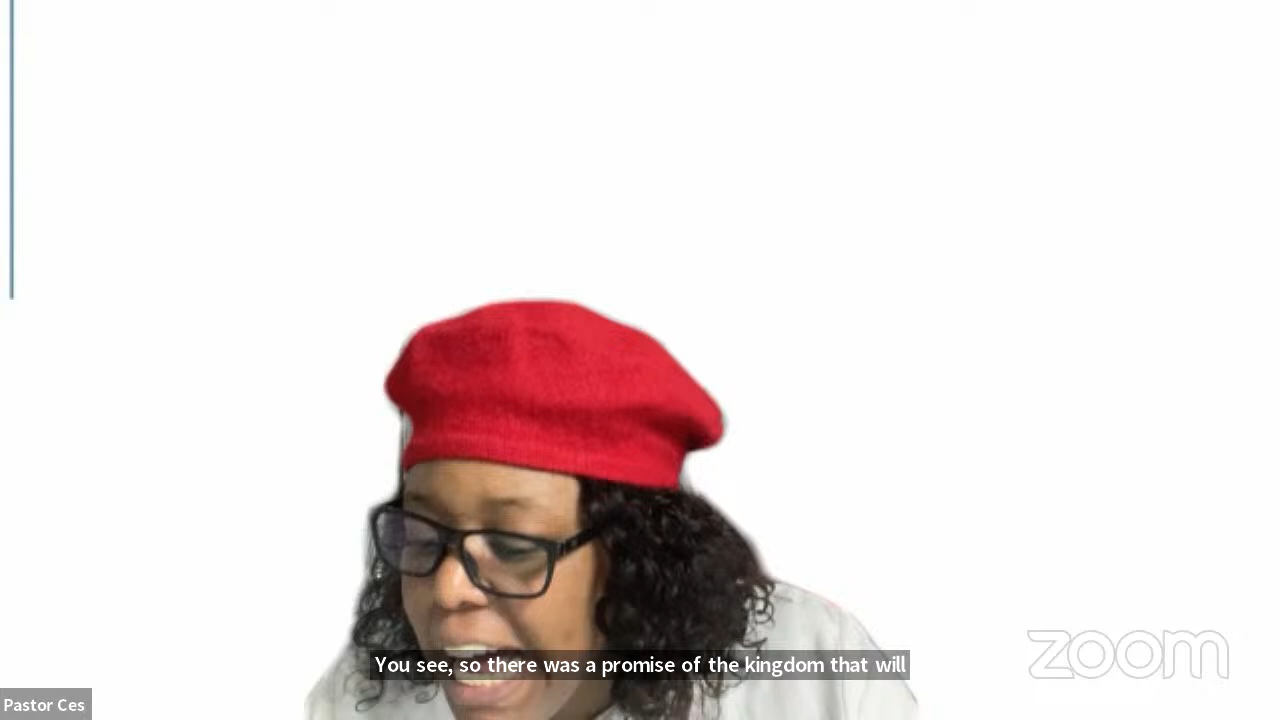 zoom
You see, so there was a promise of the kingdom that will
Pastor Ces